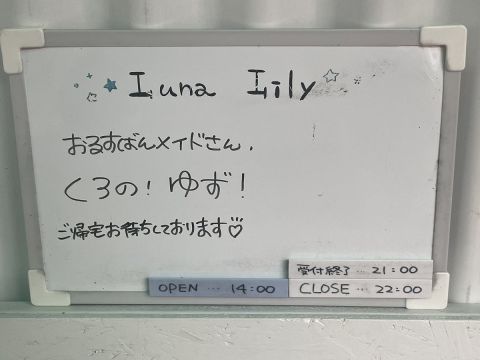 Luna Lily
おるすばんメイドさん、
くろの！ゆず！
ご帰宅お待ちしております♡
受付終了…21:00
OPEN…14:00
CLOSE…22:00